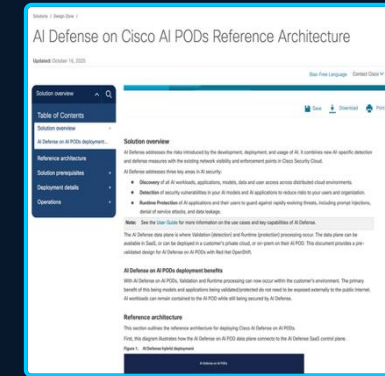 Solutions / Design Zone /
AI Defense on Cisco AI PODs Reference Architecture
Updated: October 15, 2025
Bias-Free Language Contact Cisco
Solution overview
Save Download Print
Table of Contents
Solution overview
AI Defense on AI PODs deployment...
Reference architecture
Solution prerequisites
Deployment details
Operations
Solution overview
AI Defense addresses the risks introduced by the development, deployment, and usage of AI. It combines new AI-specific detection
and defense measures with the existing network visibility and enforcement points in Cisco Security Cloud.
AI Defense addresses three key areas in AI security:
● Discovery of all AI workloads, applications, models, data and user access across distributed cloud environments.
● Detection of security vulnerabilities in your AI models and AI applications to reduce risks to your users and organization.
● Runtime Protection of AI applications and their users to guard against rapidly evolving threats, including prompt injections,
denial of service attacks, and data leakage.
Note: See the User Guide for more information on the use cases and key capabilities of AI Defense.
The AI Defense data plane is where Validation (detection) and Runtime (protection) processing occur. The data plane can be
available in SaaS, or can be deployed in a customer's private cloud, or on-prem on their AI POD. This document provides a pre-
validated design for AI Defense on AI PODs with Red Hat OpenShift.
AI Defense on AI PODs deployment benefits
With AI Defense on AI PODs, Validation and Runtime processing can now occur within the customer's environment. The primary
benefit of this being models and applications being validated/protected do not need to be exposed externally to the public internet.
AI workloads can remain contained to the AI POD while still being secured by AI Defense.
Reference architecture
This section outlines the reference architecture for deploying Cisco AI Defense on AI PODs.
First, this diagram illustrates how the AI Defense on AI POD data plane connects to the AI Defense SaaS control plane.
Figure 1. AI Defense hybrid deployment
AI Defense on AI PODs